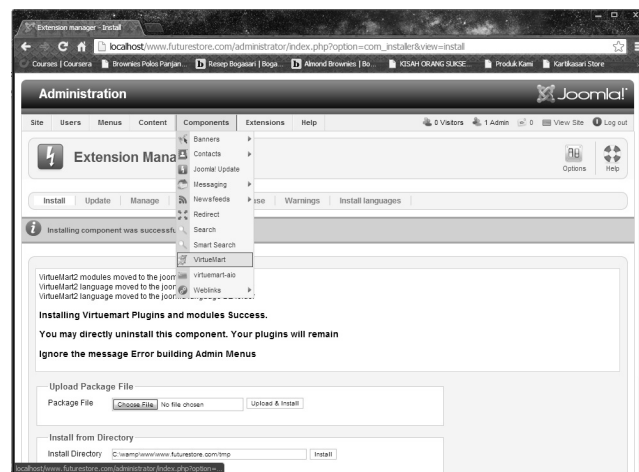 Extension manager - Install
localhost/www.futurestore.com/administrator/index.php?option=com_installer&view=install
Courses | Coursera Brownies Polos Panjan... Resep Bogasari | Boga... Almond Brownies | Bo... KISAH ORANG SUKSE... Produk Kami Kartikasari Store
Administration Joomla!
Site Users Menus Content Components Extensions Help 0 Visitors 1 Admin 0 View Site Log out
Banners
Contacts
Joomla! Update
Messaging
Newsfeeds
Redirect
Search
Smart Search
VirtueMart
virtuemart-aio
Weblinks
Extension Mana
Options Help
Install Update Manage Warnings Install languages
Installing component was successfu
VirtueMart2 modules moved to the joom
VirtueMart2 language moved to the joom
VirtueMart2 language moved to the
Installing Virtuemart Plugins and modules Success.
You may directly uninstall this component. Your plugins will remain
Ignore the message Error building Admin Menus
Upload Package File
Package File Choose File No file chosen Upload & Install
Install from Directory
Install Directory C:\wamp\www\www.futurestore.com/tmp Install
localhost/www.futurestore.com/administrator/index.php?option=...